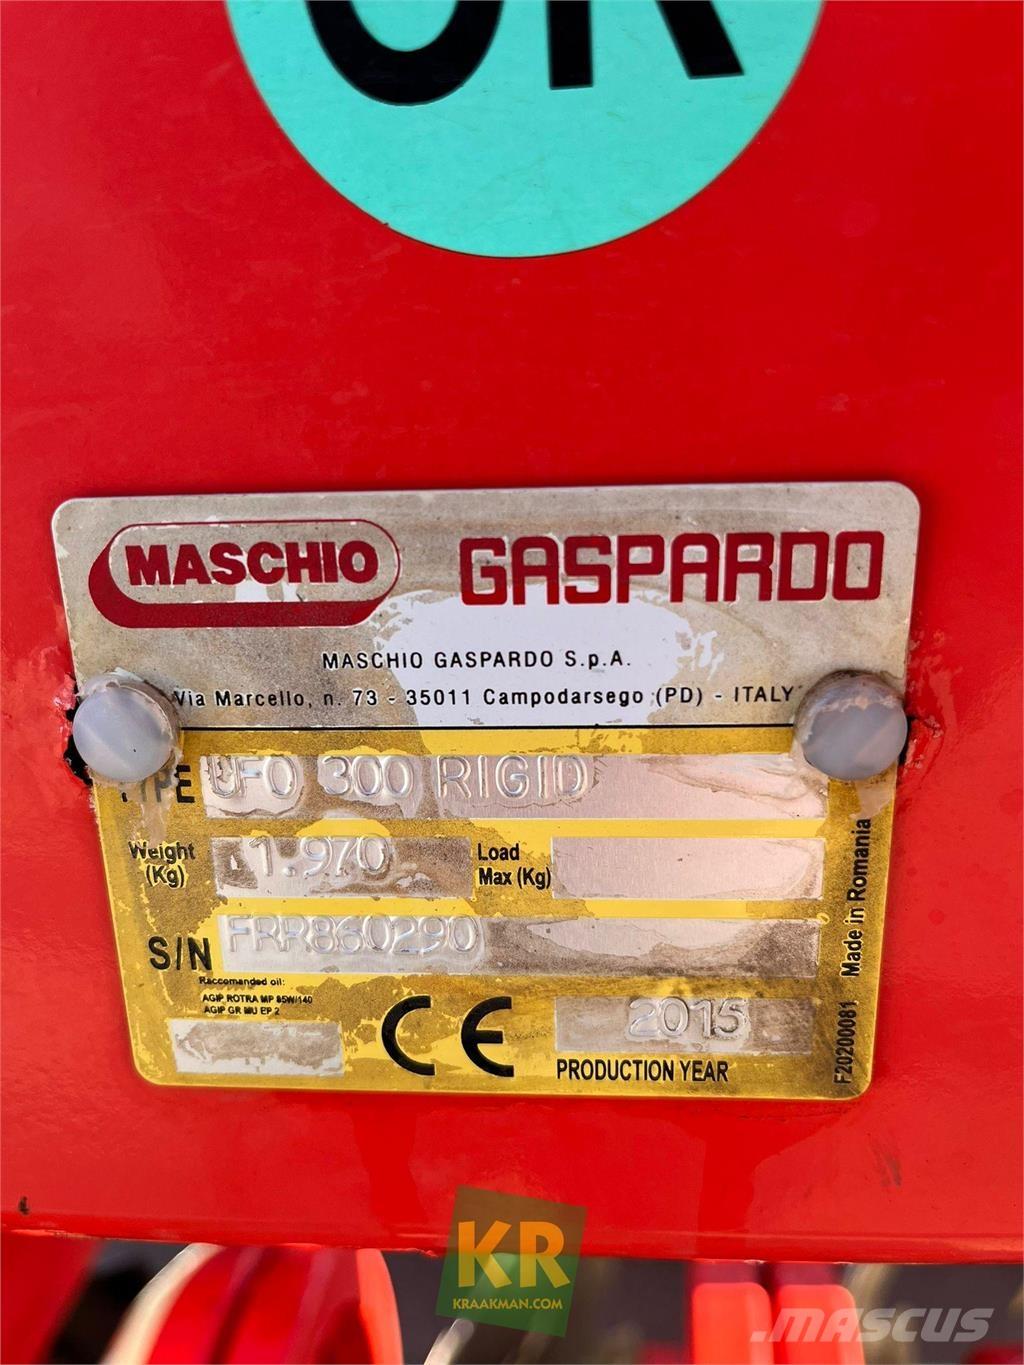 MASCHIO GASPARDO
MASCHIO GASPARDO S.p.A.
Via Marcello, n. 73 - 35011 Campodarsego (PD) - ITALY
TYPE UFO 300 RIGID
Weight (Kg) 1.970
Load Max (Kg)
S/N FRR860290
Raccomanded oil:
AGIP ROTRA MP 85W/140
AGIP GR MU EP 2
CE
2015
PRODUCTION YEAR
F20200081 Made in Romania
KR
KRAAKMAN.COM
MASCUS